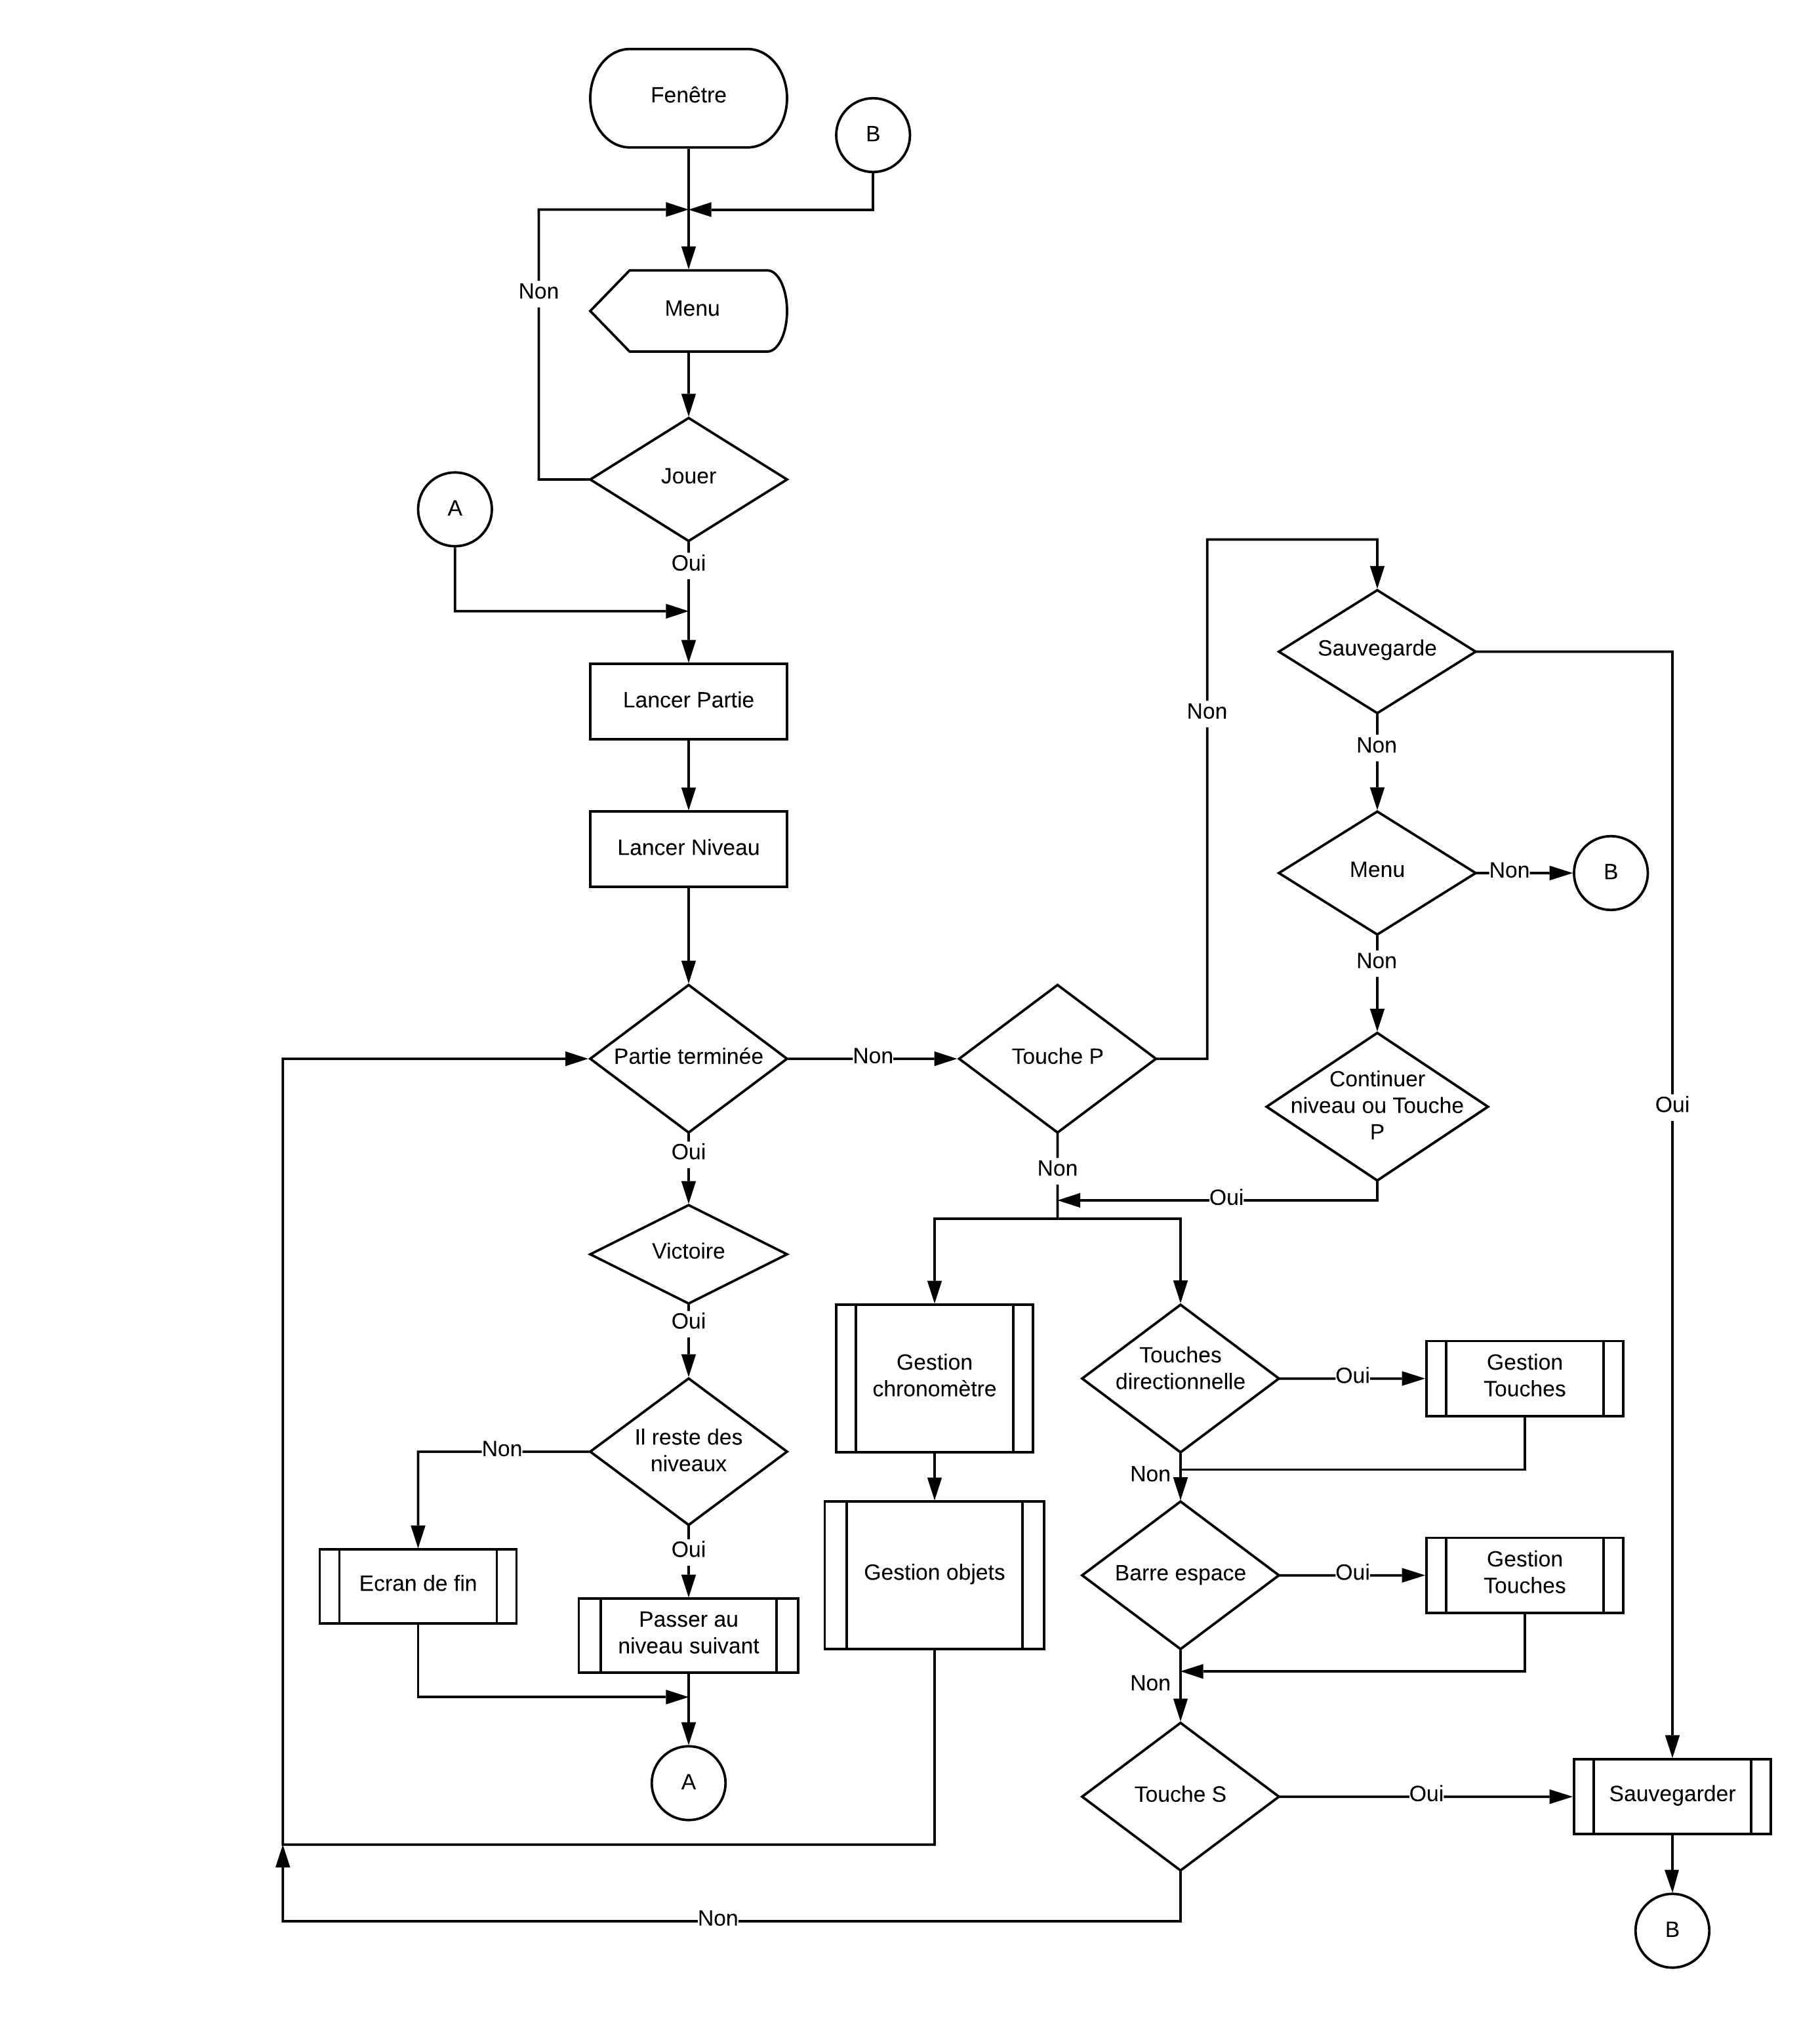 Fenêtre
B
Non
Menu
Jouer
A
Oui
Lancer Partie
Lancer Niveau
Sauvegarde
Non
Non
Menu
Non
B
Non
Partie terminée
Non
Touche P
Continuer
niveau ou Touche
P
Oui
Oui
Non
Oui
Victoire
Oui
Gestion
chronomètre
Touches
directionnelle
Oui
Gestion
Touches
Il reste des
niveaux
Non
Non
Oui
Ecran de fin
Passer au
niveau suivant
Gestion objets
Barre espace
Oui
Gestion
Touches
Non
A
Touche S
Oui
Sauvegarder
Non
B